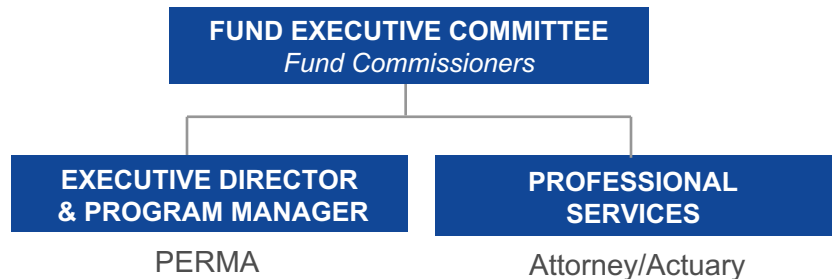 FUND EXECUTIVE COMMITTEE
Fund Commissioners
EXECUTIVE DIRECTOR
& PROGRAM MANAGER
PERMA
PROFESSIONAL
SERVICES
Attorney/Actuary